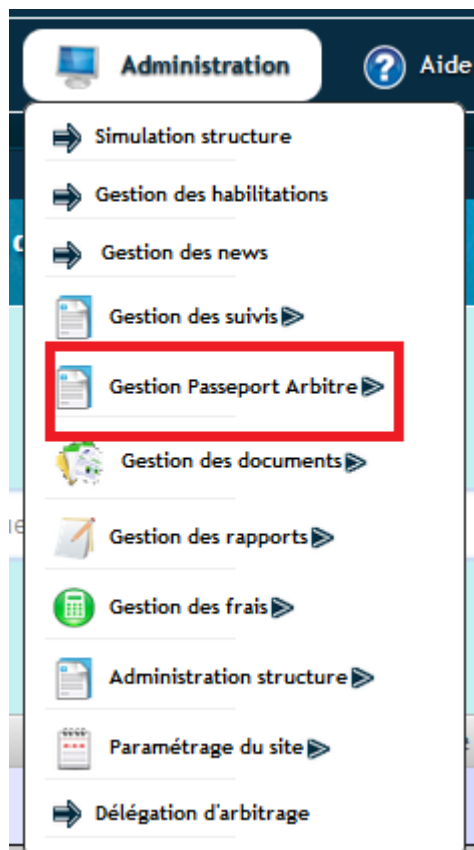 Administration
Aide
Simulation structure
Gestion des habilitations
Gestion des news
Gestion des suivis
Gestion Passeport Arbitre
Gestion des documents
Gestion des rapports
Gestion des frais
Administration structure
Paramétrage du site
Délégation d'arbitrage